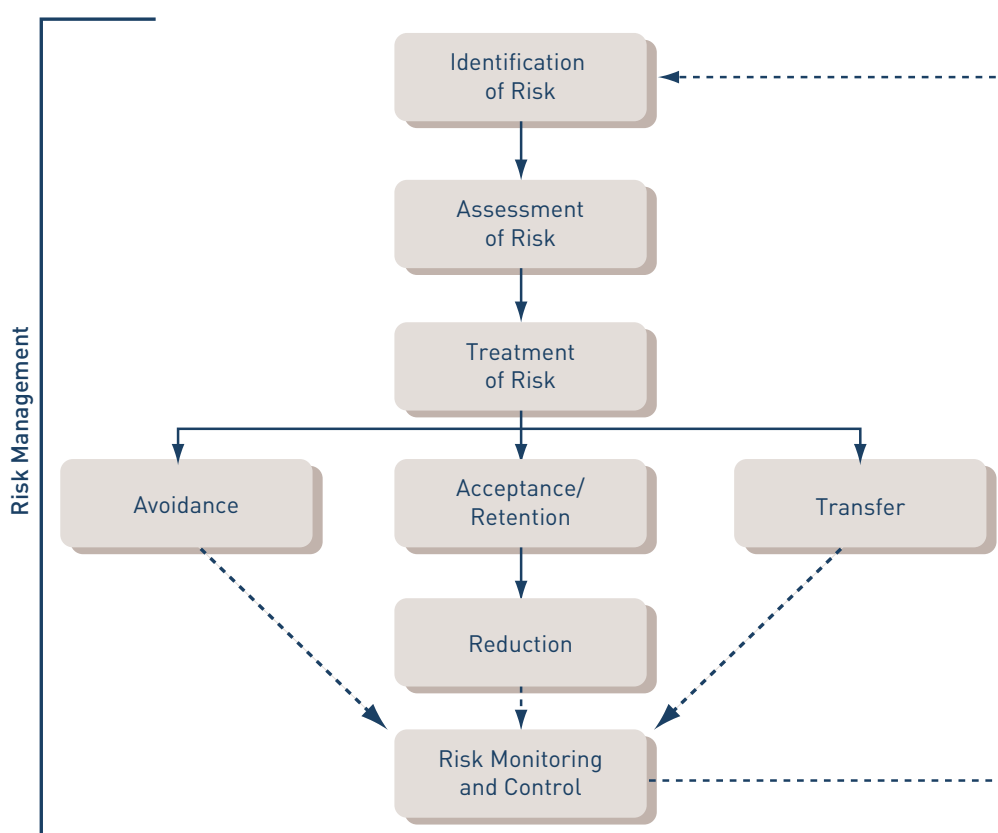 Identification
of Risk
Assessment
of Risk
Treatment
of Risk
Risk Management
Avoidance
Acceptance/
Retention
Transfer
Reduction
Risk Monitoring
and Control